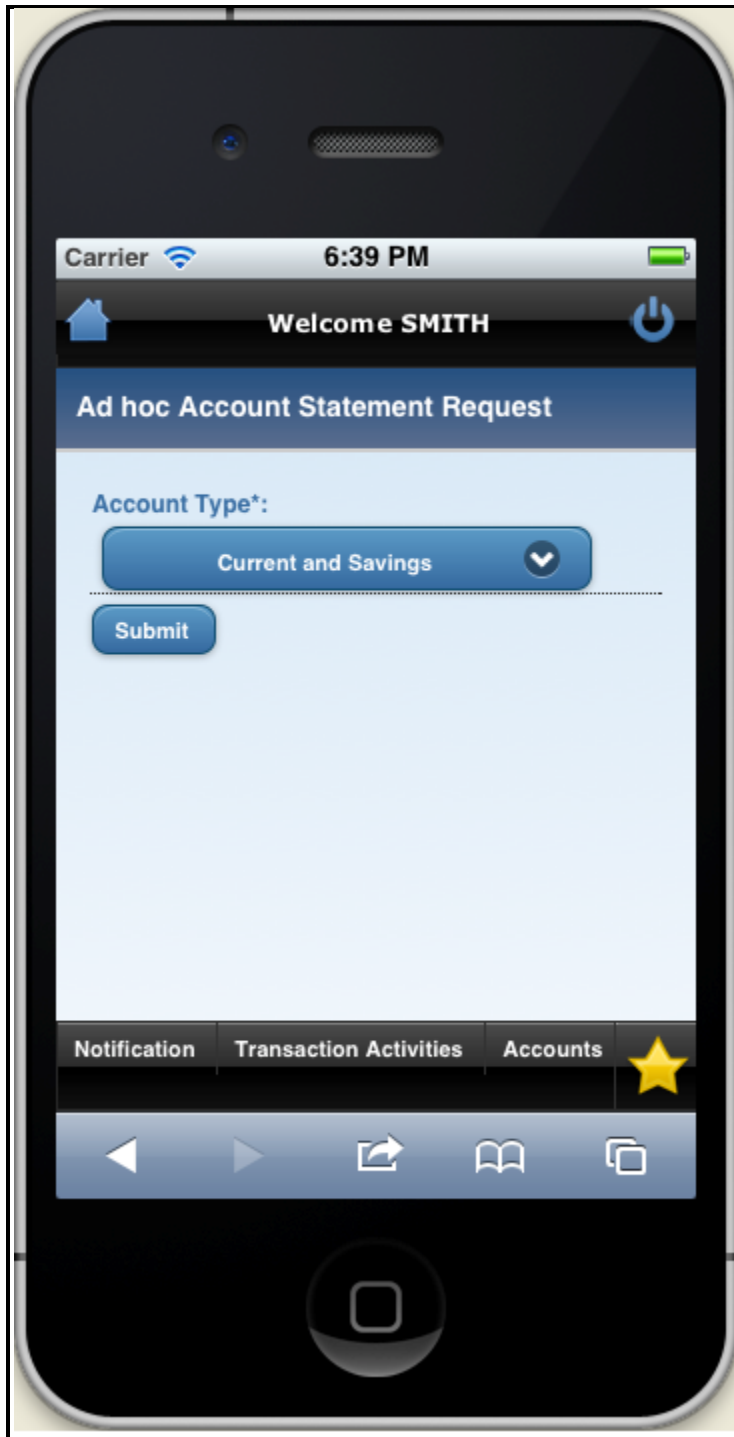 Carrier 6:39 PM
Welcome SMITH
Ad hoc Account Statement Request
Account Type*:
Current and Savings
Submit
Notification Transaction Activities Accounts